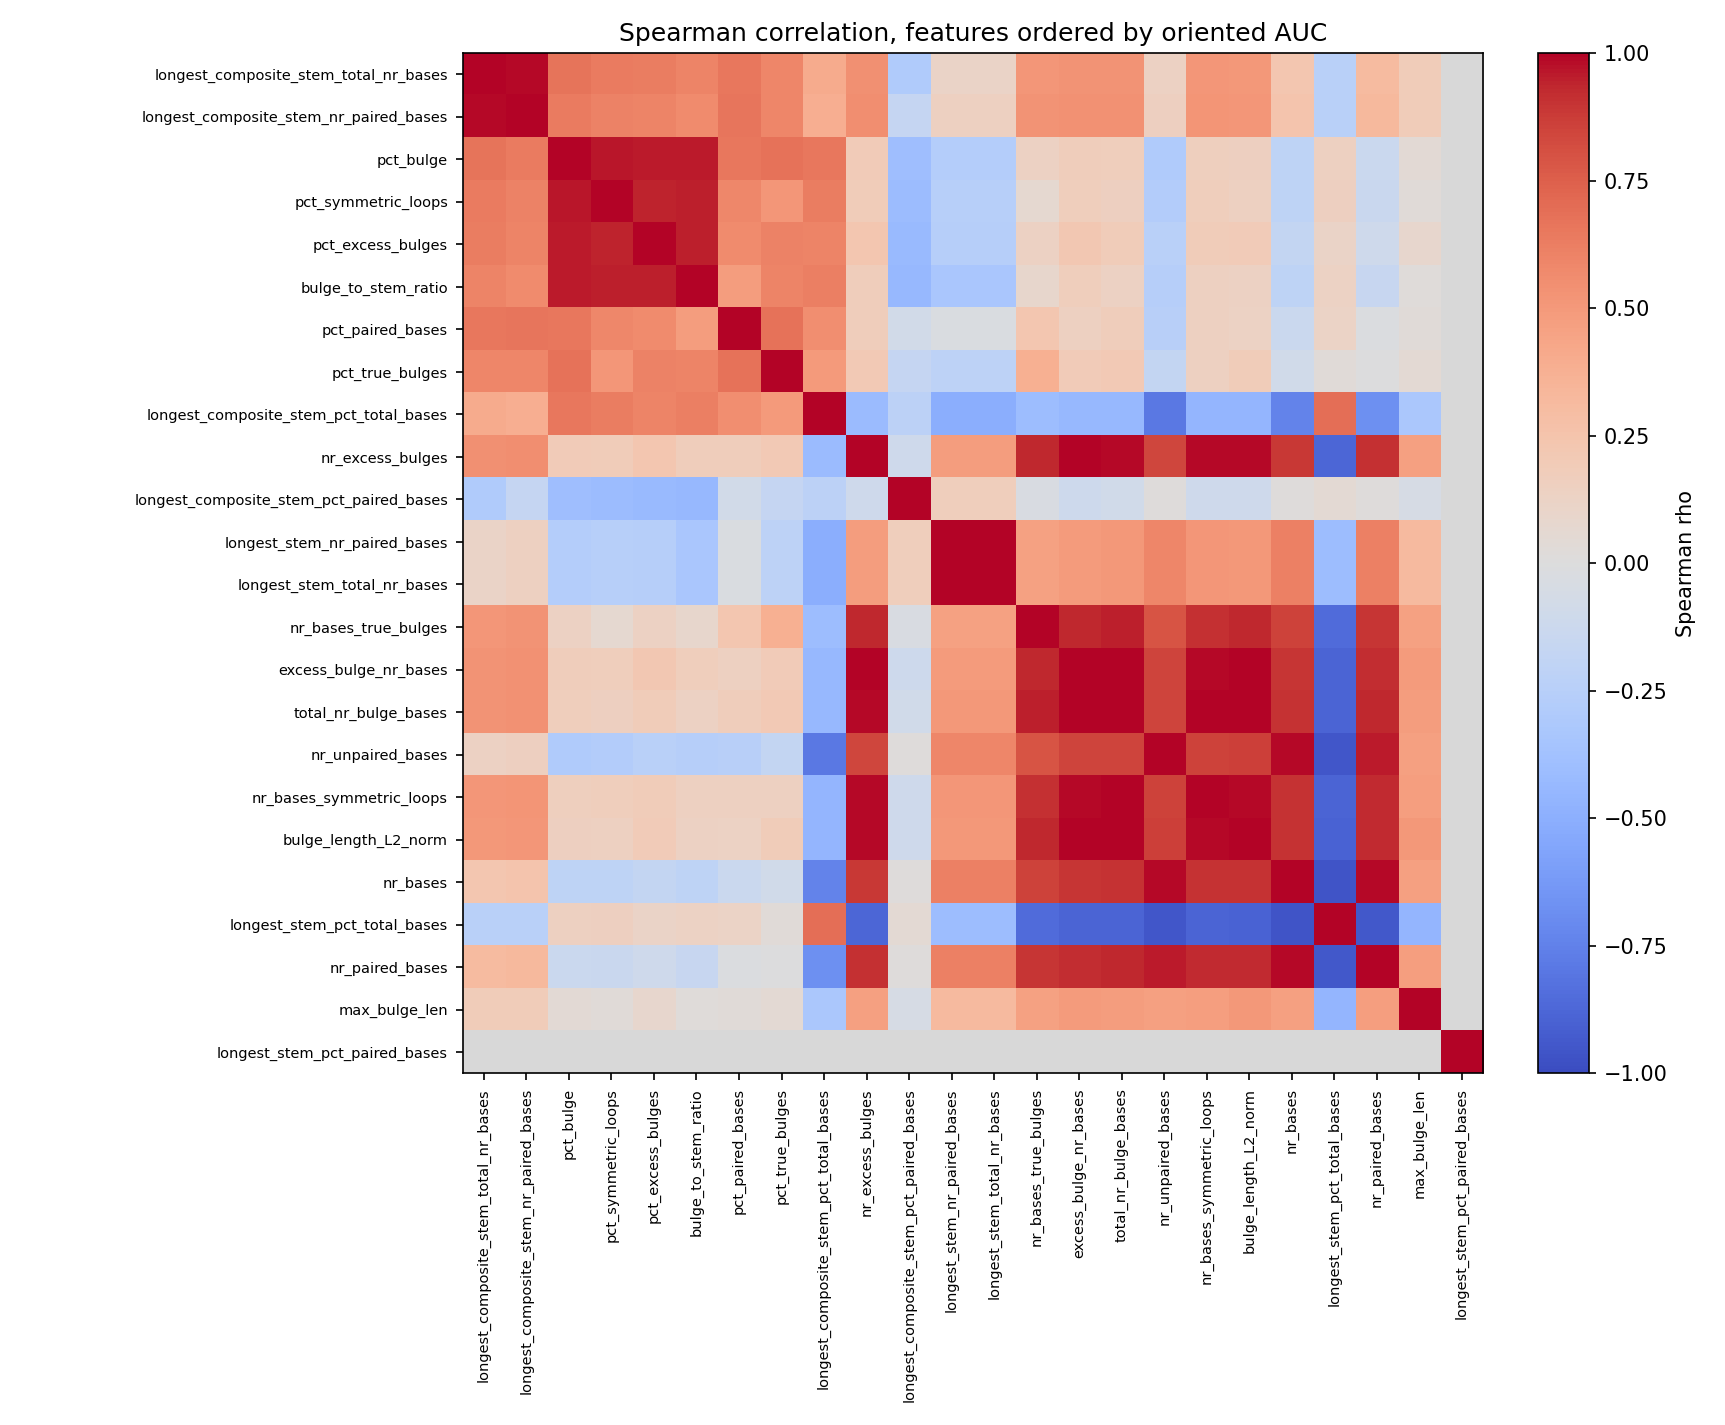 Spearman correlation, features ordered by oriented AUC
longest_composite_stem_total_nr_bases
longest_composite_stem_nr_paired_bases
pct_bulge
pct_symmetric_loops
pct_excess_bulges
bulge_to_stem_ratio
pct_paired_bases
pct_true_bulges
longest_composite_stem_pct_total_bases
nr_excess_bulges
longest_composite_stem_pct_paired_bases
longest_stem_nr_paired_bases
longest_stem_total_nr_bases
nr_bases_true_bulges
excess_bulge_nr_bases
total_nr_bulge_bases
nr_unpaired_bases
nr_bases_symmetric_loops
bulge_length_L2_norm
nr_bases
longest_stem_pct_total_bases
nr_paired_bases
max_bulge_len
longest_stem_pct_paired_bases
longest_composite_stem_total_nr_bases
longest_composite_stem_nr_paired_bases
pct_bulge
pct_symmetric_loops
pct_excess_bulges
bulge_to_stem_ratio
pct_paired_bases
pct_true_bulges
longest_composite_stem_pct_total_bases
nr_excess_bulges
longest_composite_stem_pct_paired_bases
longest_stem_nr_paired_bases
longest_stem_total_nr_bases
nr_bases_true_bulges
excess_bulge_nr_bases
total_nr_bulge_bases
nr_unpaired_bases
nr_bases_symmetric_loops
bulge_length_L2_norm
nr_bases
longest_stem_pct_total_bases
nr_paired_bases
max_bulge_len
longest_stem_pct_paired_bases
1.00
0.75
0.50
0.25
0.00
−0.25
−0.50
−0.75
−1.00
Spearman rho